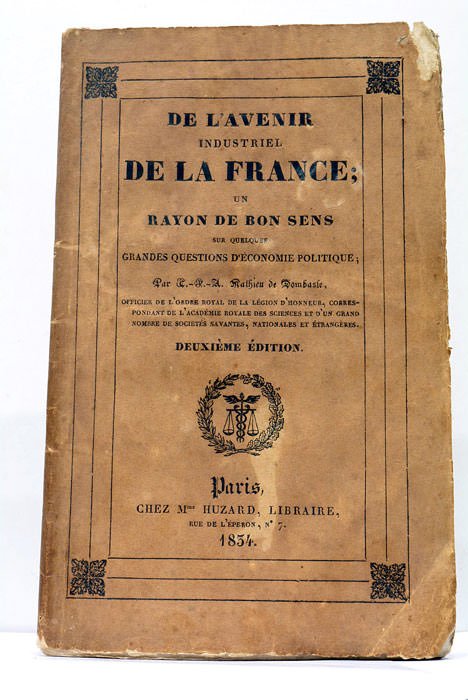 DE L'AVENIR
INDUSTRIEL
DE LA FRANCE;
UN
RAYON DE BON SENS
SUR QUELQUES
GRANDES QUESTIONS D'ÉCONOMIE POLITIQUE;
Par C.-J.-A. Mathieu de Dombasle,
OFFICIER DE L'ORDRE ROYAL DE LA LÉGION D'HONNEUR, CORRES-
PONDANT DE L'ACADÉMIE ROYALE DES SCIENCES ET D'UN GRAND
NOMBRE DE SOCIÉTÉS SAVANTES, NATIONALES ET ÉTRANGÈRES.
DEUXIÈME ÉDITION.
Paris,
CHEZ Mme HUZARD, LIBRAIRE,
RUE DE L'ÉPERON, N° 7.
1834.